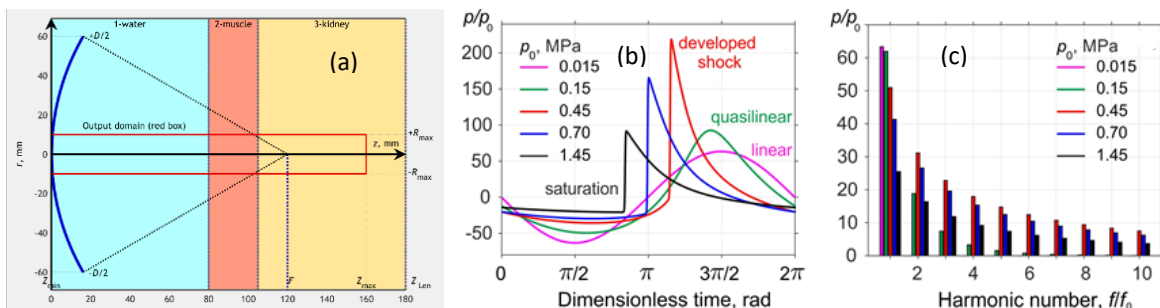 1-water
2-muscle
3-kidney
(a)
60
40
20
0
-20
-40
-60
r, mm
+D/2
Output domain (red box)
z, mm
+Rmax
-Rmax
-D/2
Zmin
F
Zmax
ZLen
0 20 40 60 80 100 120 140 160 180
p/p0
(b)
p0, MPa
0.015
0.15
0.45
0.70
1.45
developed
shock
quasilinear
linear
saturation
200
150
100
50
0
-50
0 π/2 π 3π/2 2π
Dimensionless time, rad
p/p0
(c)
p0, MPa
0.015
0.15
0.45
0.70
1.45
60
50
40
30
20
10
0
2 4 6 8 10
Harmonic number, f/f0